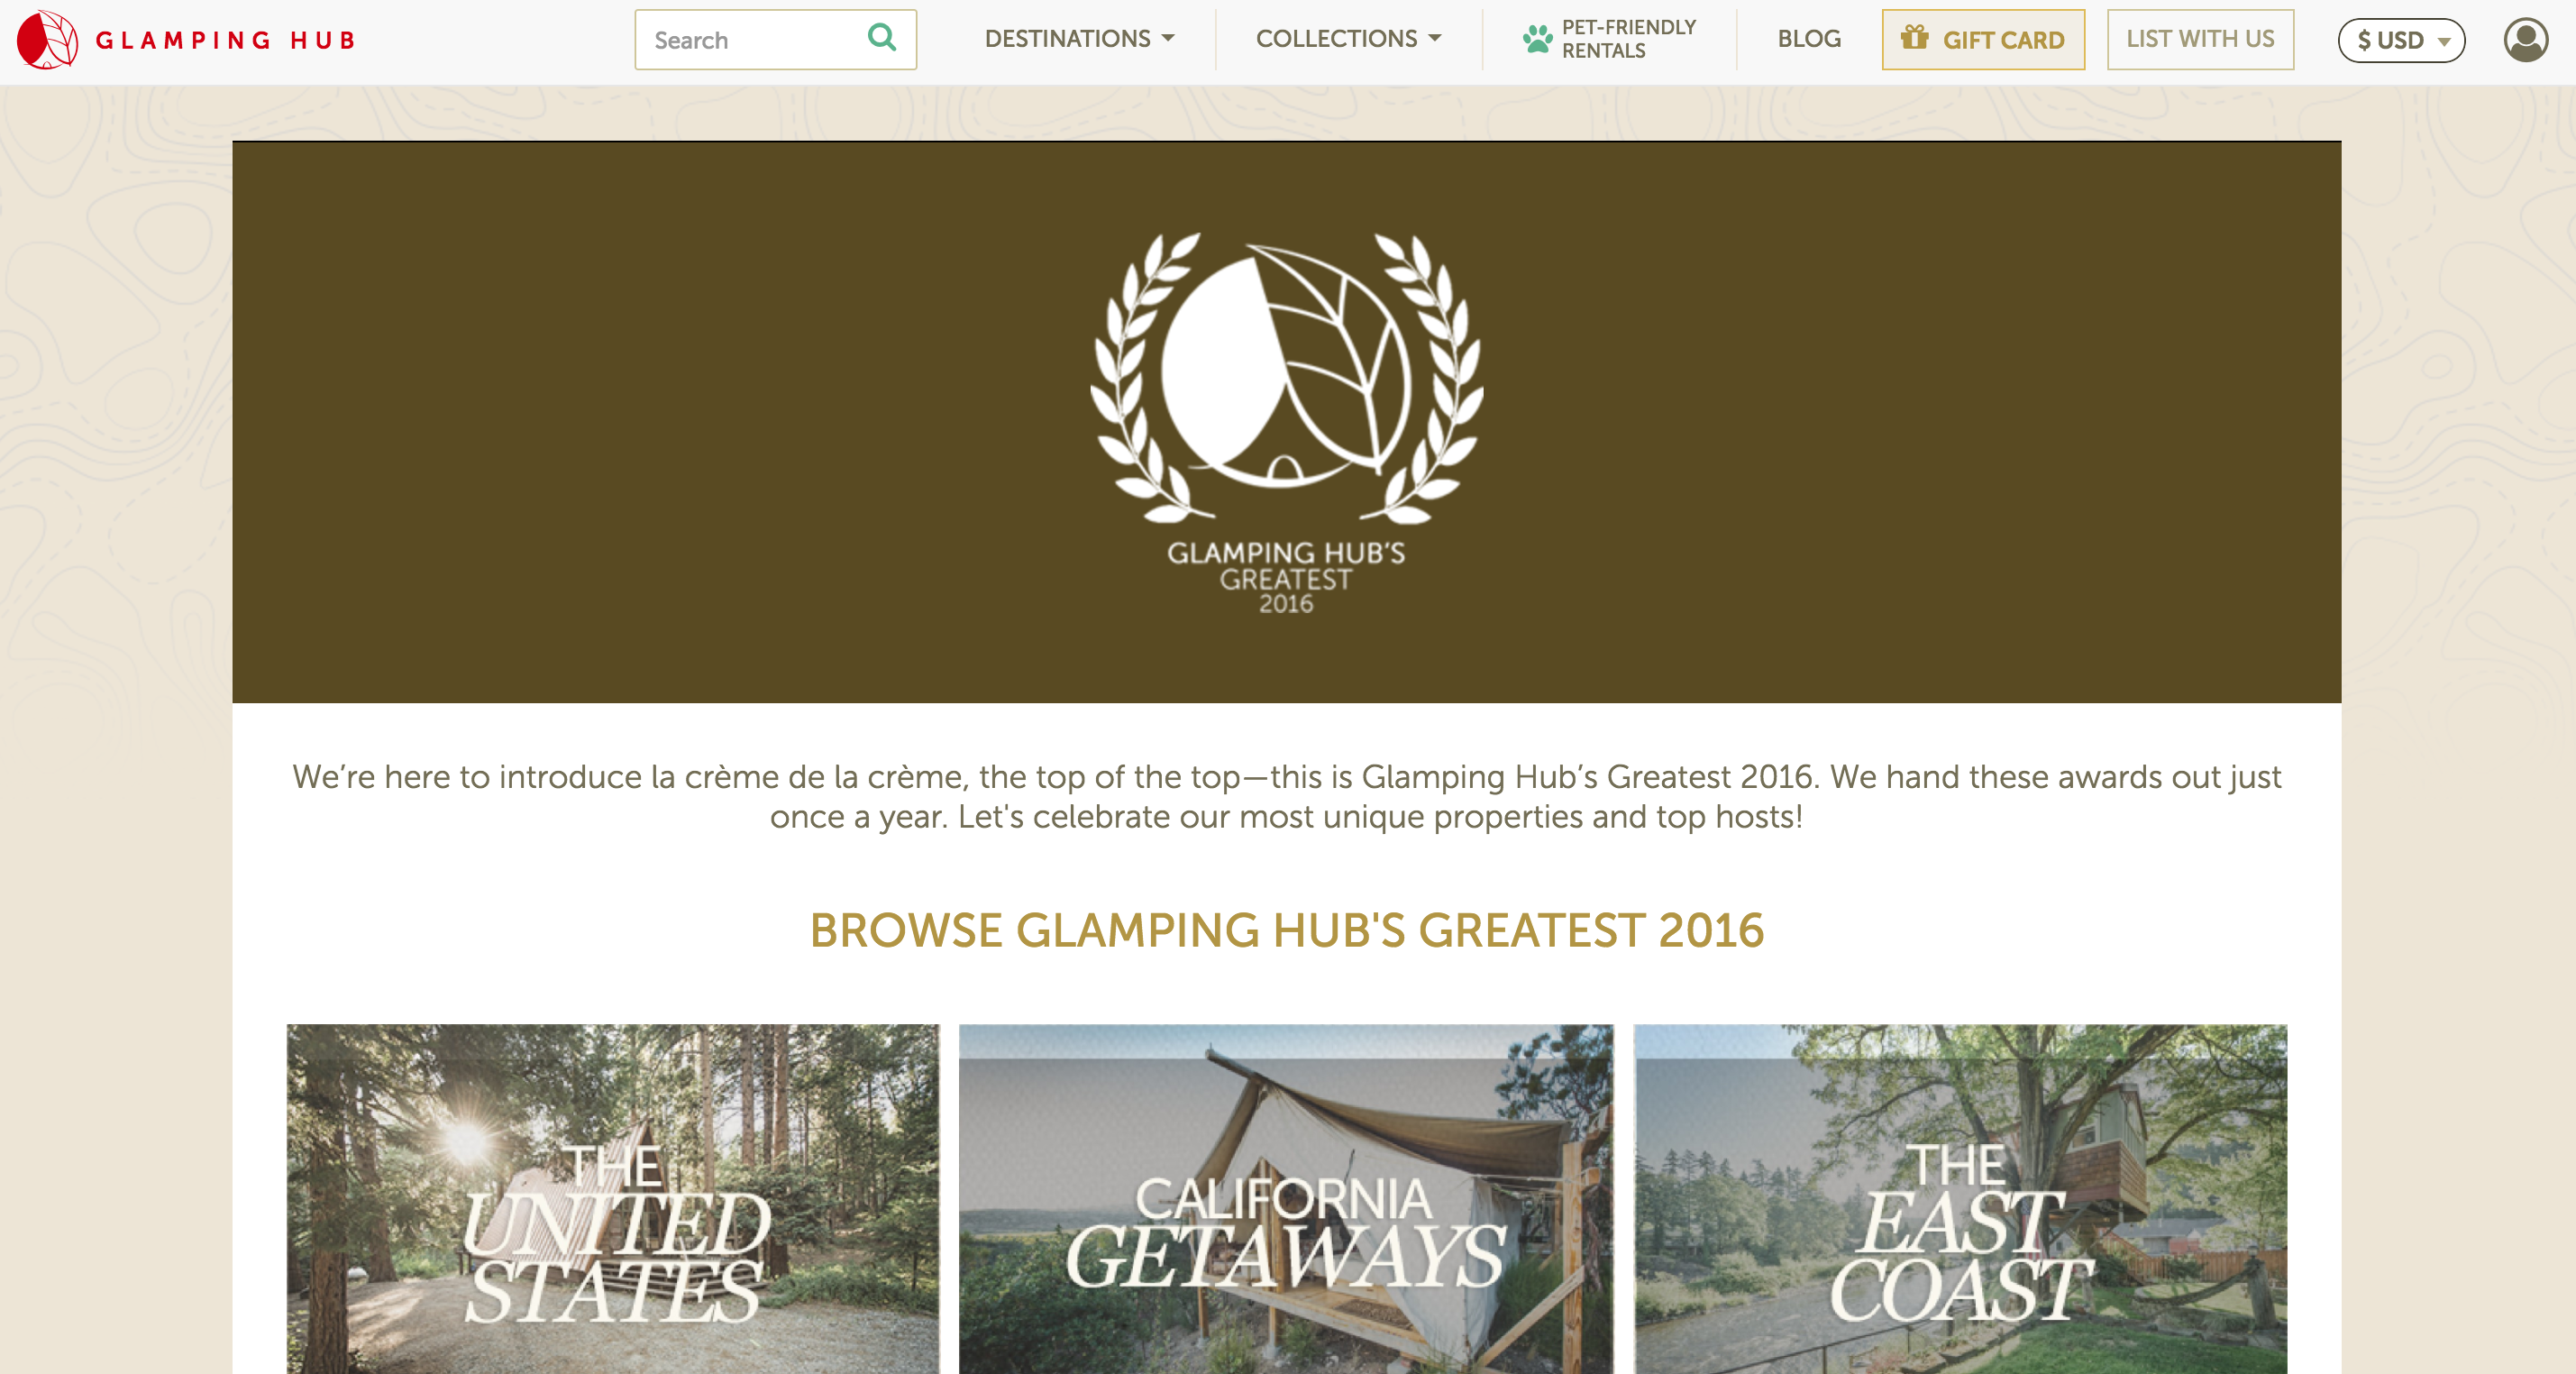 GLAMPING HUB
Search
DESTINATIONS
COLLECTIONS
PET-FRIENDLY
RENTALS
BLOG
GIFT CARD
LIST WITH US
$ USD
GLAMPING HUB’S
GREATEST
2016
We’re here to introduce la crème de la crème, the top of the top—this is Glamping Hub’s Greatest 2016. We hand these awards out just
once a year. Let's celebrate our most unique properties and top hosts!
BROWSE GLAMPING HUB'S GREATEST 2016
THE
UNITED
STATES
CALIFORNIA
GETAWAYS
THE
EAST
COAST